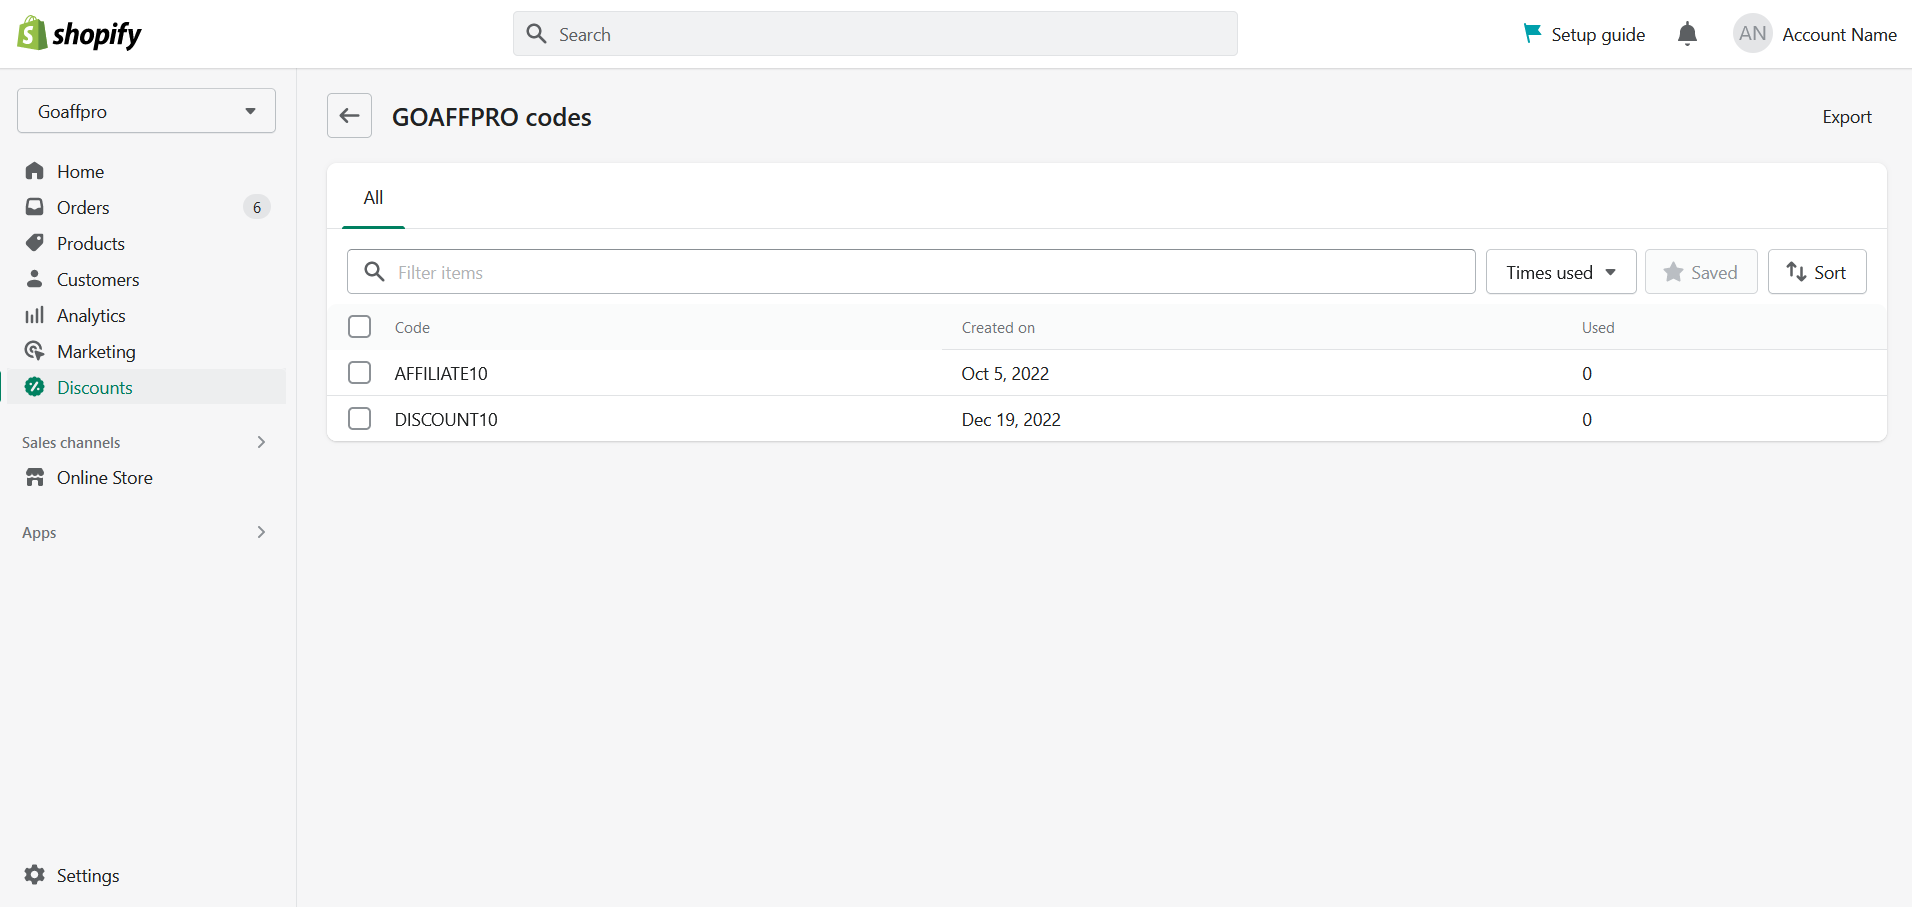 shopify
Search
Setup guide
AN
Account Name
Goaffpro
Home
Orders 6
Products
Customers
Analytics
Marketing
Discounts
Sales channels
Online Store
Apps
Settings
GOAFFPRO codes
Export
All
Filter items
Times used
Saved
Sort
Code Created on Used
AFFILIATE10 Oct 5, 2022 0
DISCOUNT10 Dec 19, 2022 0